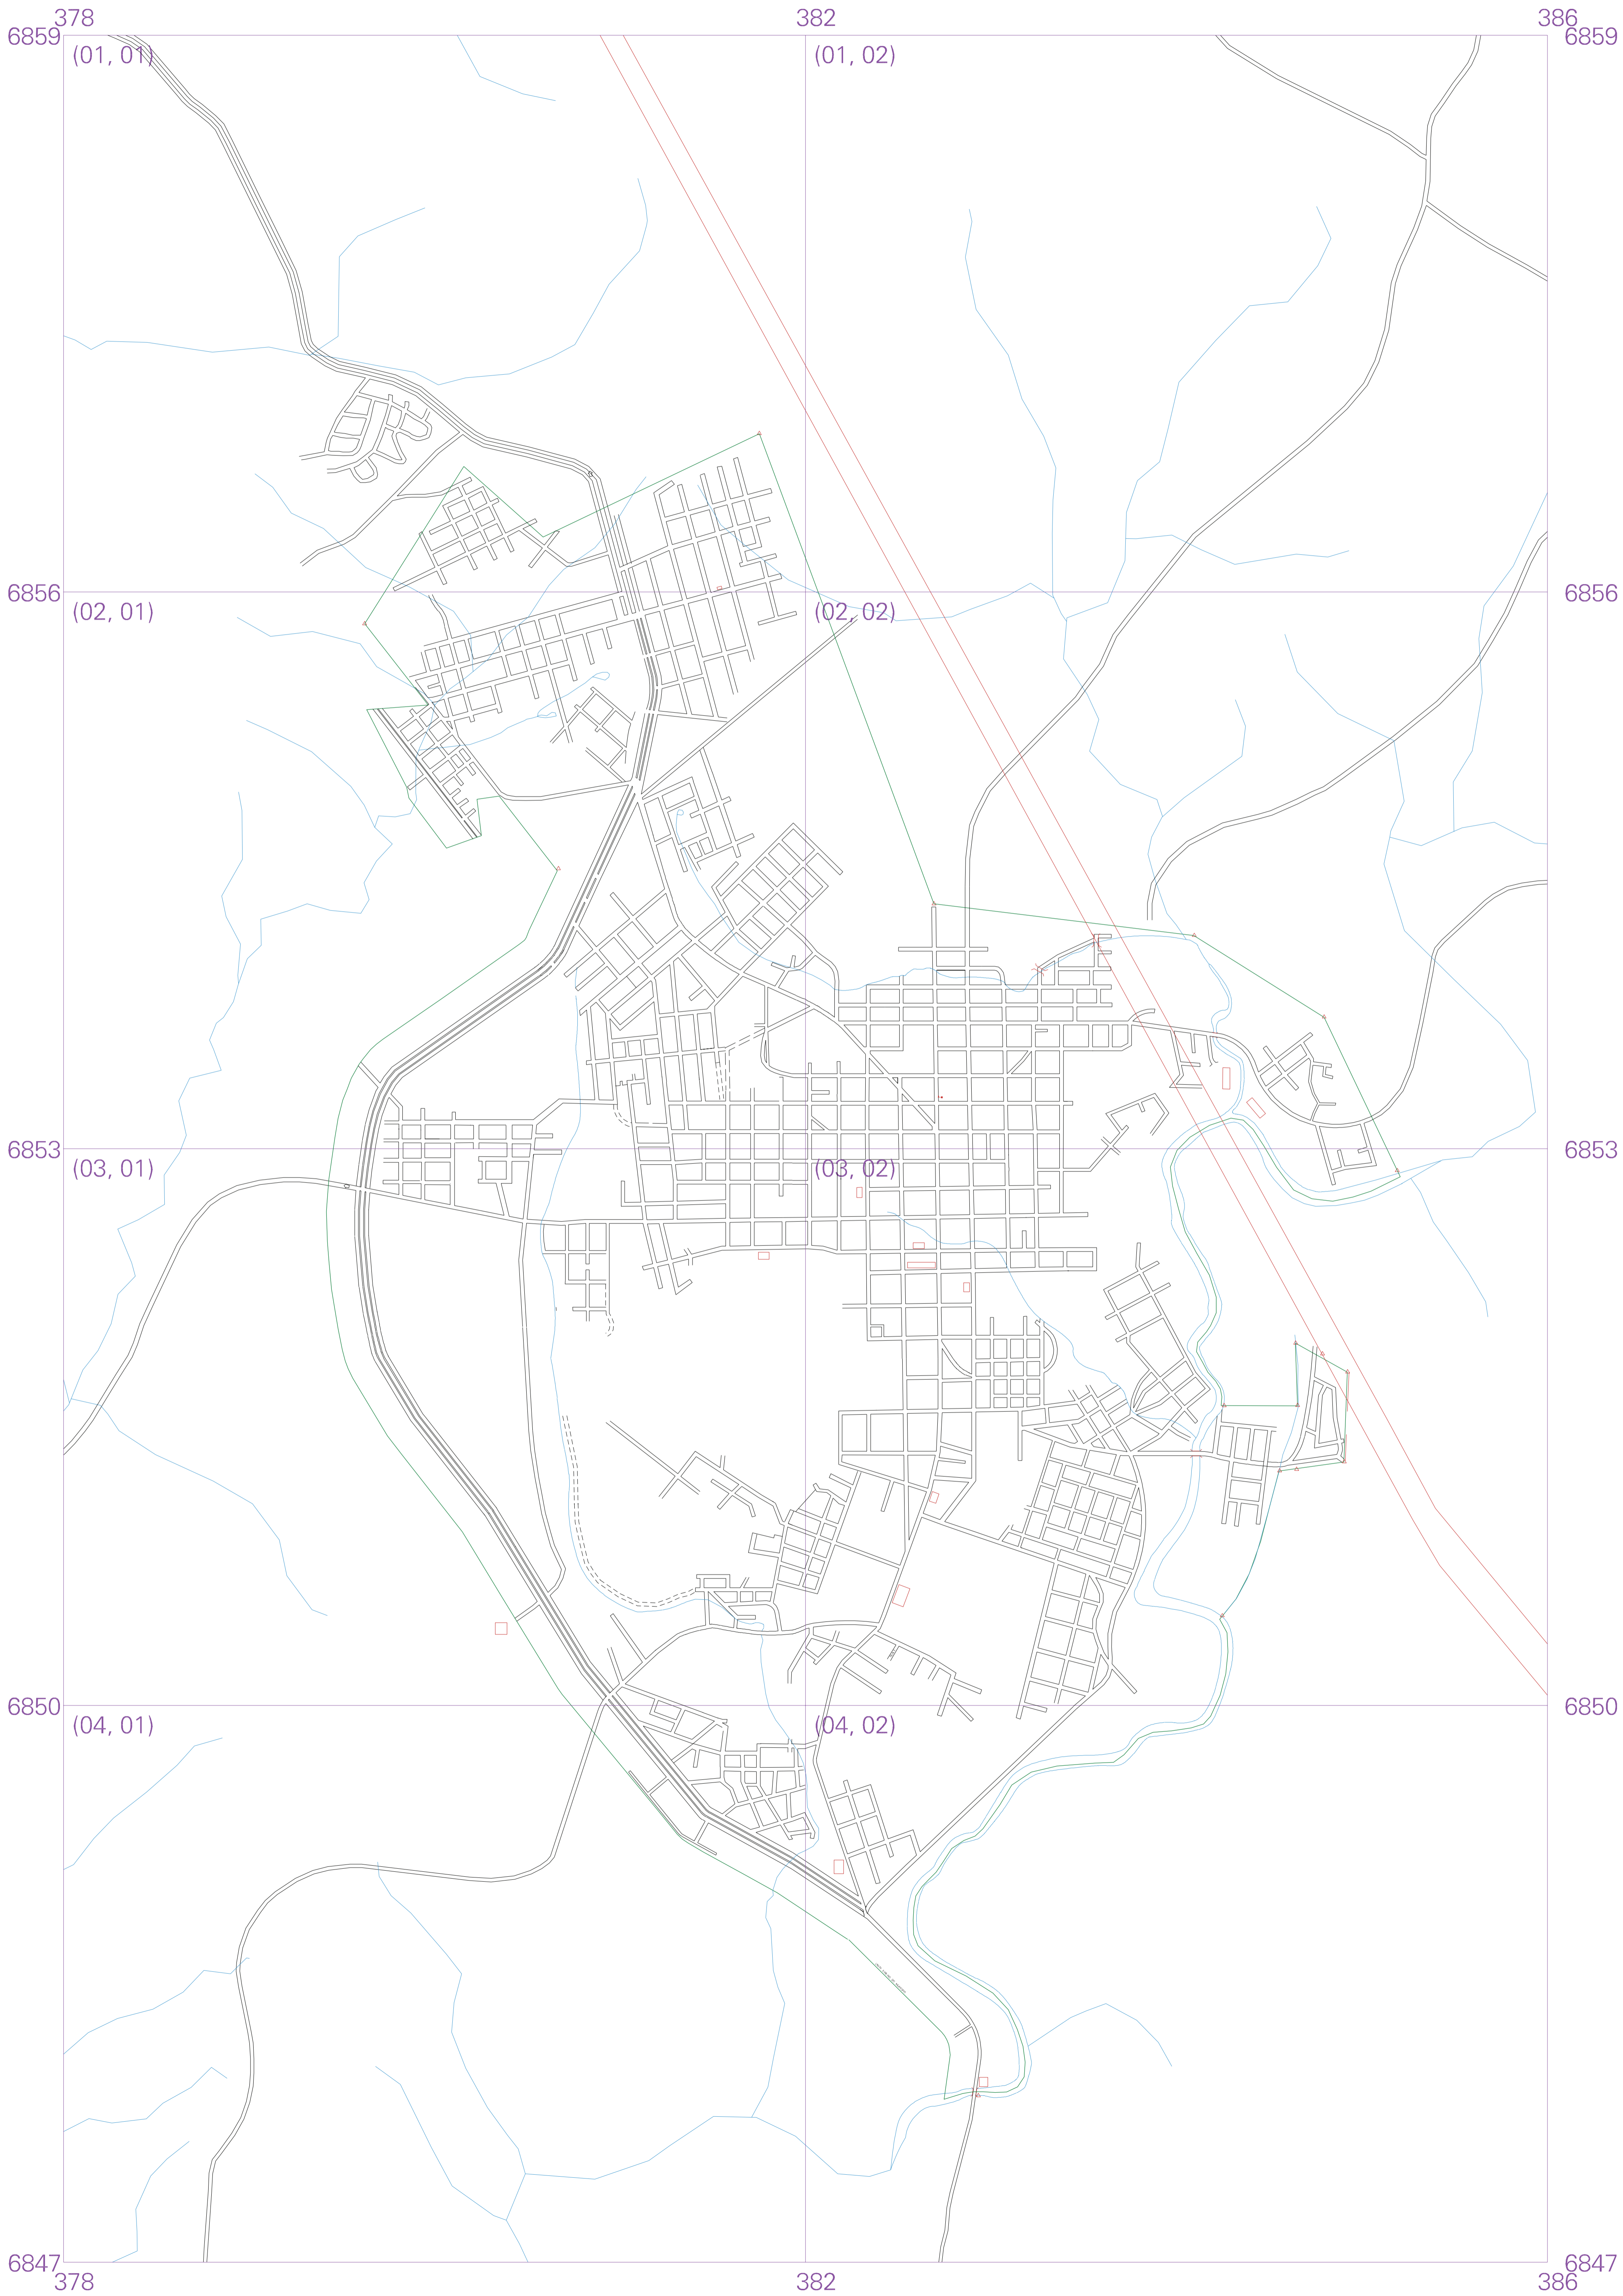 378 382 386
6859 6859
(01, 01) (01, 02)
6856 6856
(02, 01) (02, 02)
6853 6853
(03, 01) (03, 02)
6850 6850
(04, 01) (04, 02)
6847 6847
378 382 386